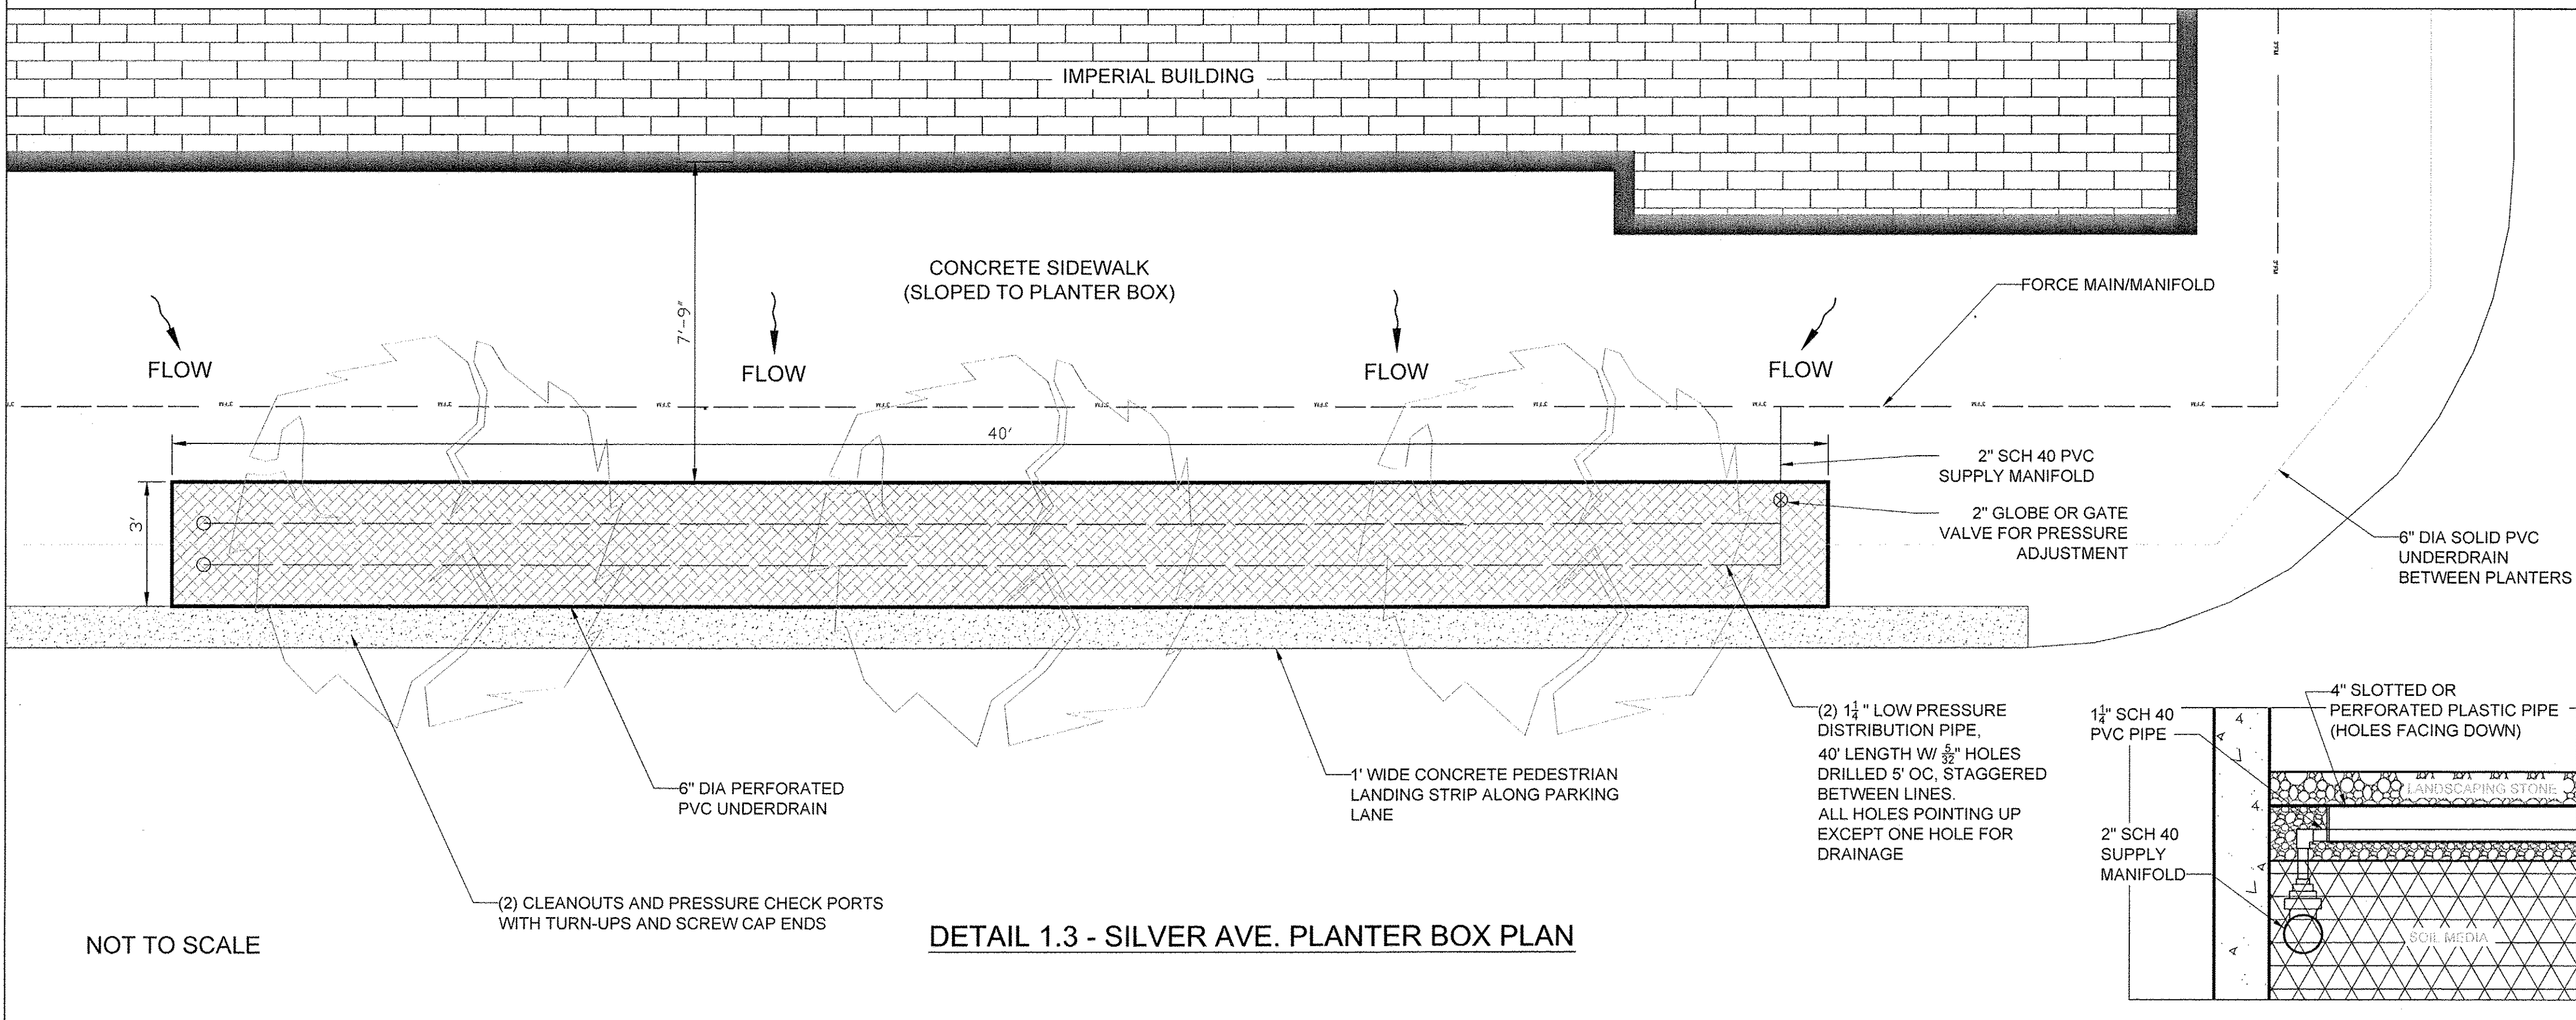 IMPERIAL BUILDING
CONCRETE SIDEWALK
(SLOPED TO PLANTER BOX)
7'-9"
FORCE MAIN/MANIFOLD
FLOW
FLOW
FLOW
FLOW
40'
3'
2" SCH 40 PVC
SUPPLY MANIFOLD
2" GLOBE OR GATE
VALVE FOR PRESSURE
ADJUSTMENT
6" DIA SOLID PVC
UNDERDRAIN
BETWEEN PLANTERS
(2) 1 1/4" LOW PRESSURE
DISTRIBUTION PIPE,
40' LENGTH W/ 5/32" HOLES
DRILLED 5' OC, STAGGERED
BETWEEN LINES.
ALL HOLES POINTING UP
EXCEPT ONE HOLE FOR
DRAINAGE
1' WIDE CONCRETE PEDESTRIAN
LANDING STRIP ALONG PARKING
LANE
6" DIA PERFORATED
PVC UNDERDRAIN
(2) CLEANOUTS AND PRESSURE CHECK PORTS
WITH TURN-UPS AND SCREW CAP ENDS
NOT TO SCALE
DETAIL 1.3 - SILVER AVE. PLANTER BOX PLAN
4" SLOTTED OR
PERFORATED PLASTIC PIPE
(HOLES FACING DOWN)
1 1/4" SCH 40
PVC PIPE
LANDSCAPING STONE
2" SCH 40
SUPPLY
MANIFOLD
SOIL MEDIA